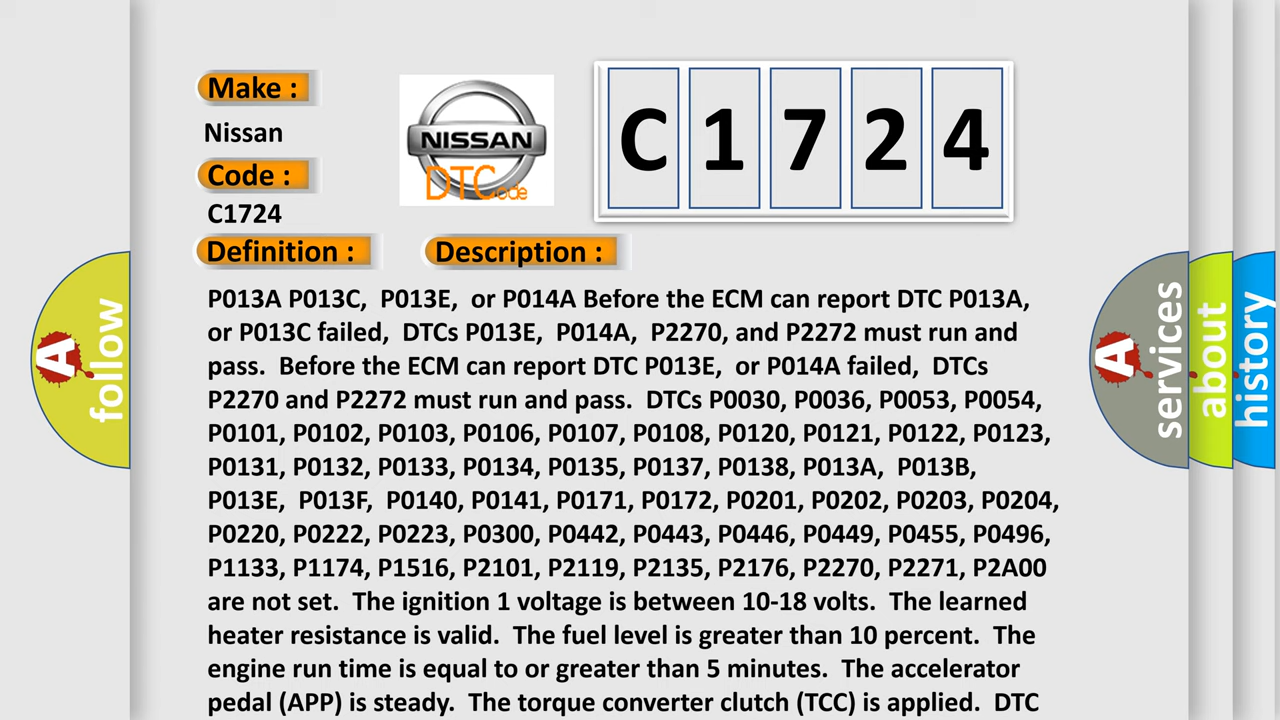 Make :
Nissan
Code :
C1724
NISSAN
DTCode
C1724
Definition :
Description :
P013A P013C, P013E, or P014A Before the ECM can report DTC P013A,
or P013C failed, DTCs P013E, P014A, P2270, and P2272 must run and
pass. Before the ECM can report DTC P013E, or P014A failed, DTCs
P2270 and P2272 must run and pass. DTCs P0030, P0036, P0053, P0054,
P0101, P0102, P0103, P0106, P0107, P0108, P0120, P0121, P0122, P0123,
P0131, P0132, P0133, P0134, P0135, P0137, P0138, P013A, P013B,
P013E, P013F, P0140, P0141, P0171, P0172, P0201, P0202, P0203, P0204,
P0220, P0222, P0223, P0300, P0442, P0443, P0446, P0449, P0455, P0496,
P1133, P1174, P1516, P2101, P2119, P2135, P2176, P2270, P2271, P2A00
are not set. The ignition 1 voltage is between 10-18 volts. The learned
heater resistance is valid. The fuel level is greater than 10 percent. The
engine run time is equal to or greater than 5 minutes. The accelerator
pedal (APP) is steady. The torque converter clutch (TCC) is applied. DTC
A
follow
A
services
about
history